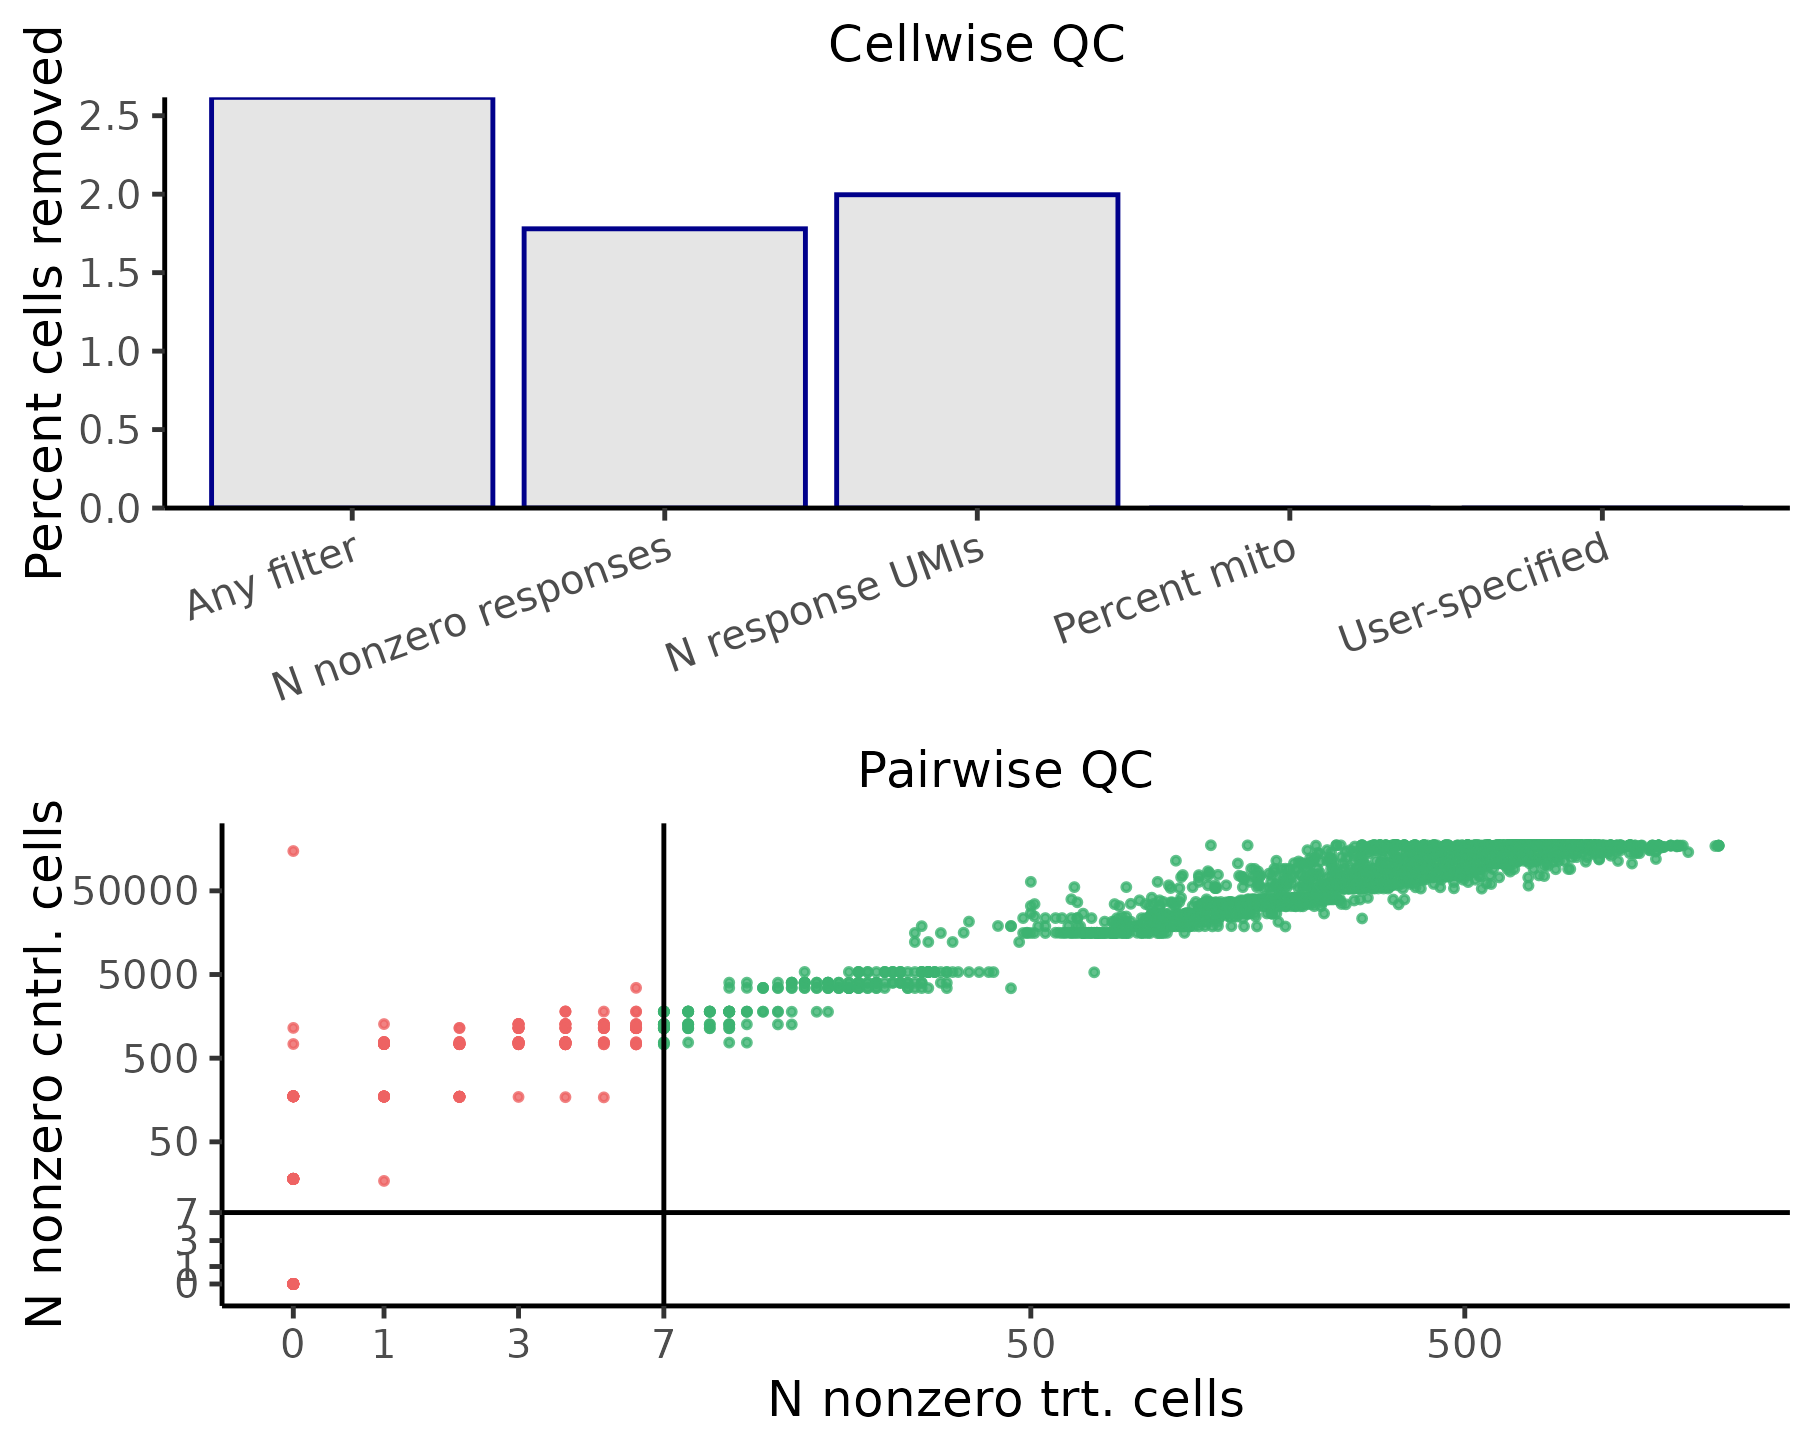 Cellwise QC
Percent cells removed
2.5
2.0
1.5
1.0
0.5
0.0
Any filter
N nonzero responses
N response UMIs
Percent mito
User-specified
Pairwise QC
N nonzero cntrl. cells
50000
5000
500
50
7
3
1
0
0 1 3 7 50 500
N nonzero trt. cells